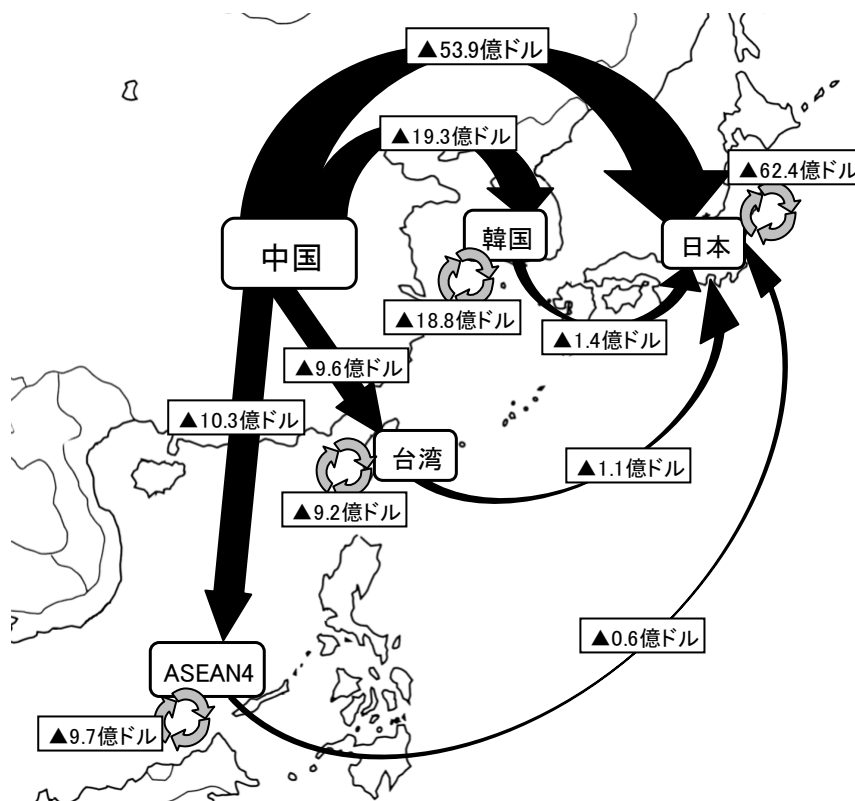 ▲53.9億ドル
▲19.3億ドル
▲62.4億ドル
中国
韓国
日本
▲18.8億ドル
▲1.4億ドル
▲9.6億ドル
▲10.3億ドル
台湾
▲1.1億ドル
▲9.2億ドル
▲0.6億ドル
ASEAN4
▲9.7億ドル